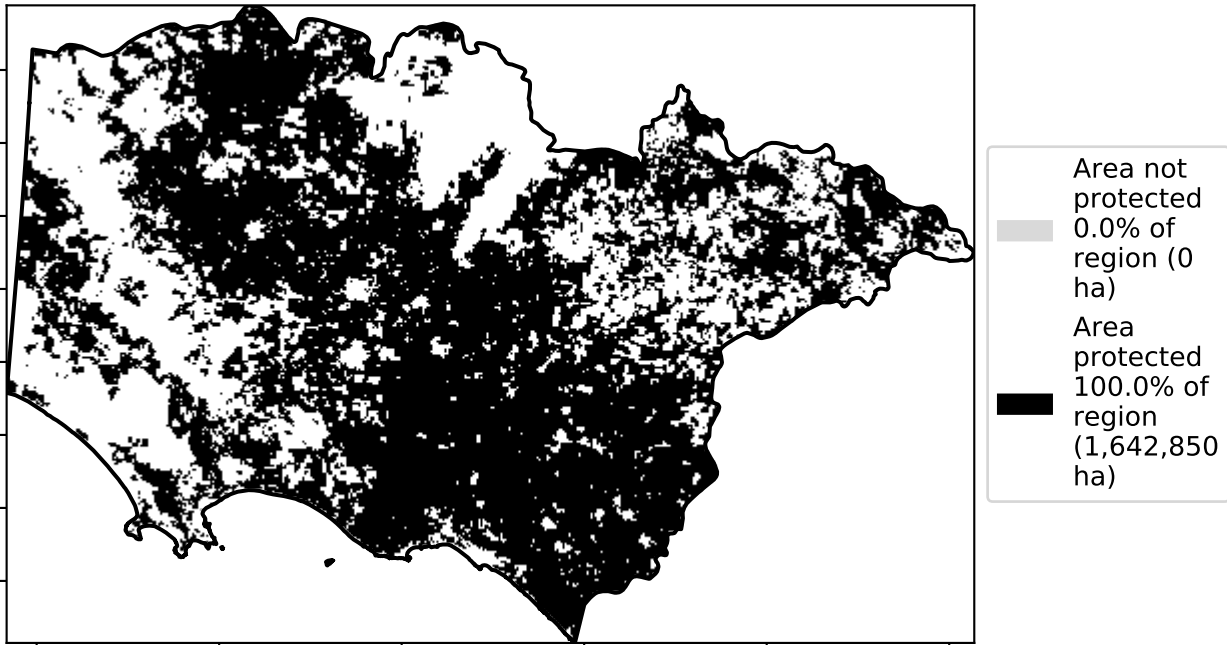 Area not
protected
0.0% of
region (0
ha)
Area
protected
100.0% of
region
(1,642,850
ha)